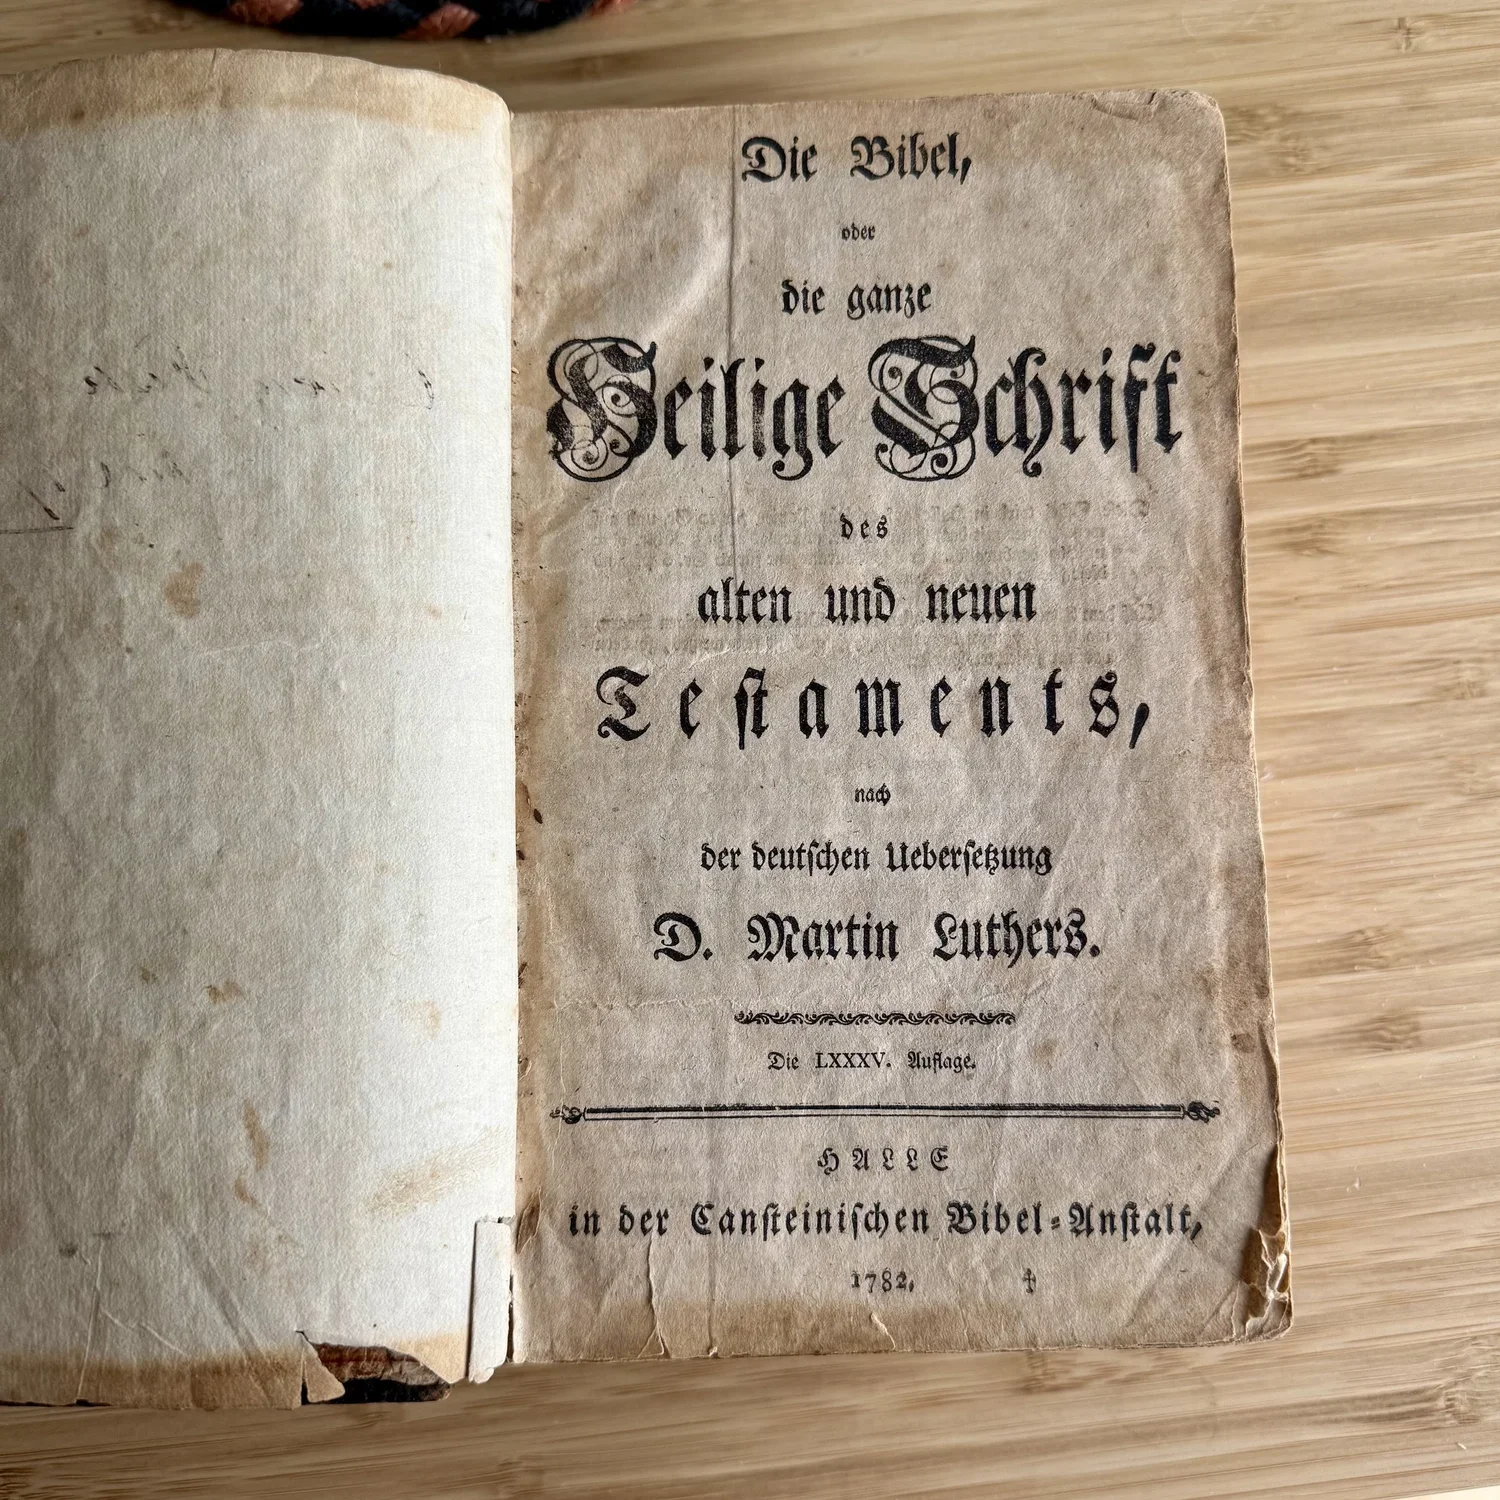 Die Bibel,
oder
die ganze
Heilige Schrift
des
alten und neuen
Teſtaments,
nach
der deutſchen Ueberſetzung
D. Martin Luthers.
Die LXXXV. Auflage.
HALLE
in der Canſteiniſchen Bibel-Anſtalt,
1782.